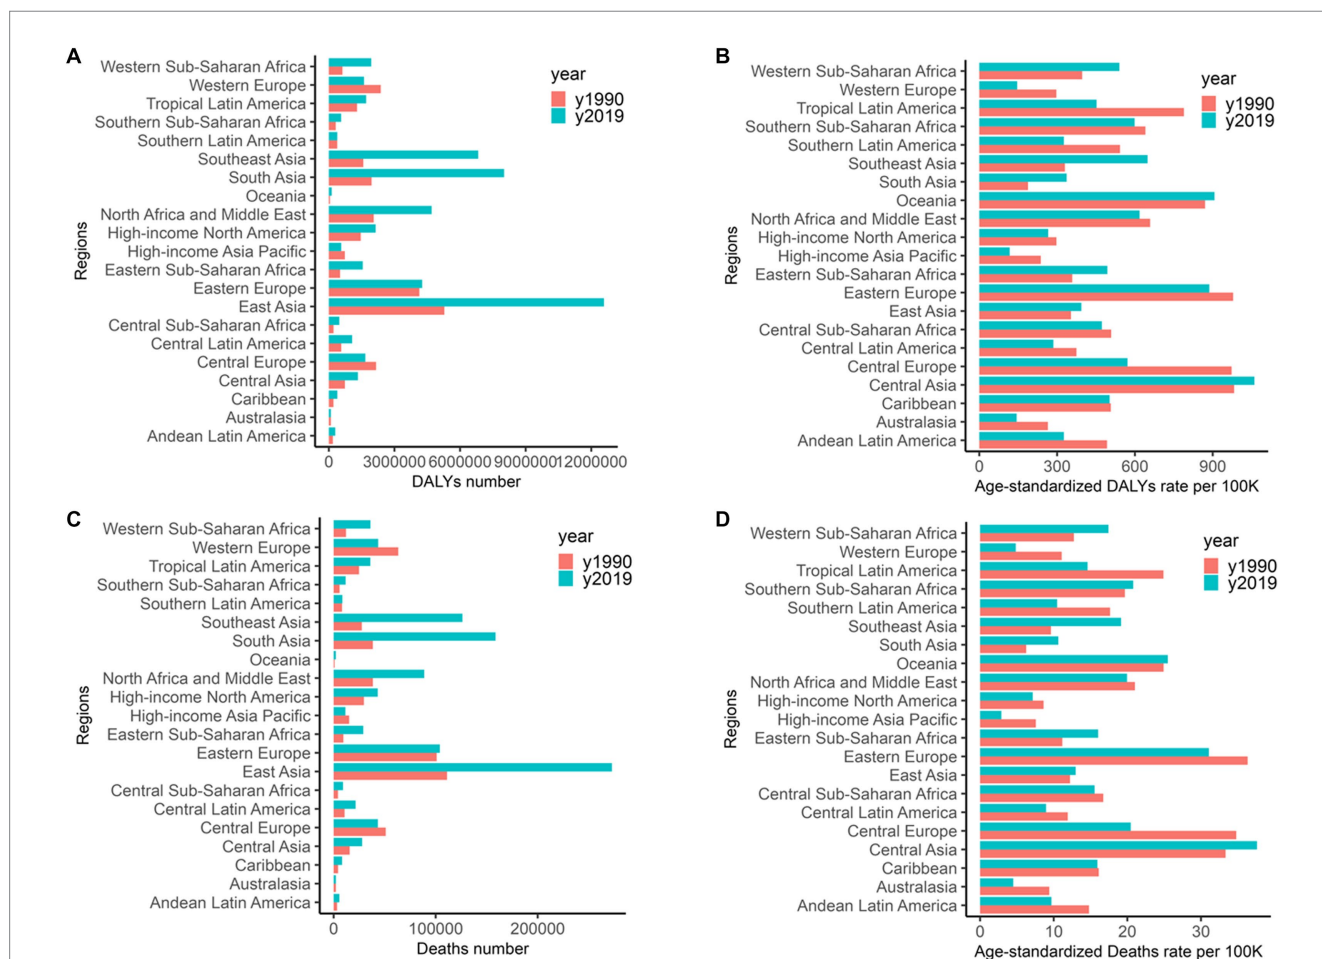 A
Western Sub-Saharan Africa
Western Europe
Tropical Latin America
Southern Sub-Saharan Africa
Southern Latin America
Southeast Asia
South Asia
Oceania
North Africa and Middle East
High-income North America
High-income Asia Pacific
Eastern Sub-Saharan Africa
Eastern Europe
East Asia
Central Sub-Saharan Africa
Central Latin America
Central Europe
Central Asia
Caribbean
Australasia
Andean Latin America
Regions
year
y1990
y2019
0 3000000 6000000 9000000 12000000
DALYs number
B
Western Sub-Saharan Africa
Western Europe
Tropical Latin America
Southern Sub-Saharan Africa
Southern Latin America
Southeast Asia
South Asia
Oceania
North Africa and Middle East
High-income North America
High-income Asia Pacific
Eastern Sub-Saharan Africa
Eastern Europe
East Asia
Central Sub-Saharan Africa
Central Latin America
Central Europe
Central Asia
Caribbean
Australasia
Andean Latin America
Regions
year
y1990
y2019
0 300 600 900
Age-standardized DALYs rate per 100K
C
Western Sub-Saharan Africa
Western Europe
Tropical Latin America
Southern Sub-Saharan Africa
Southern Latin America
Southeast Asia
South Asia
Oceania
North Africa and Middle East
High-income North America
High-income Asia Pacific
Eastern Sub-Saharan Africa
Eastern Europe
East Asia
Central Sub-Saharan Africa
Central Latin America
Central Europe
Central Asia
Caribbean
Australasia
Andean Latin America
Regions
year
y1990
y2019
0 100000 200000
Deaths number
D
Western Sub-Saharan Africa
Western Europe
Tropical Latin America
Southern Sub-Saharan Africa
Southern Latin America
Southeast Asia
South Asia
Oceania
North Africa and Middle East
High-income North America
High-income Asia Pacific
Eastern Sub-Saharan Africa
Eastern Europe
East Asia
Central Sub-Saharan Africa
Central Latin America
Central Europe
Central Asia
Caribbean
Australasia
Andean Latin America
Regions
year
y1990
y2019
0 10 20 30
Age-standardized Deaths rate per 100K